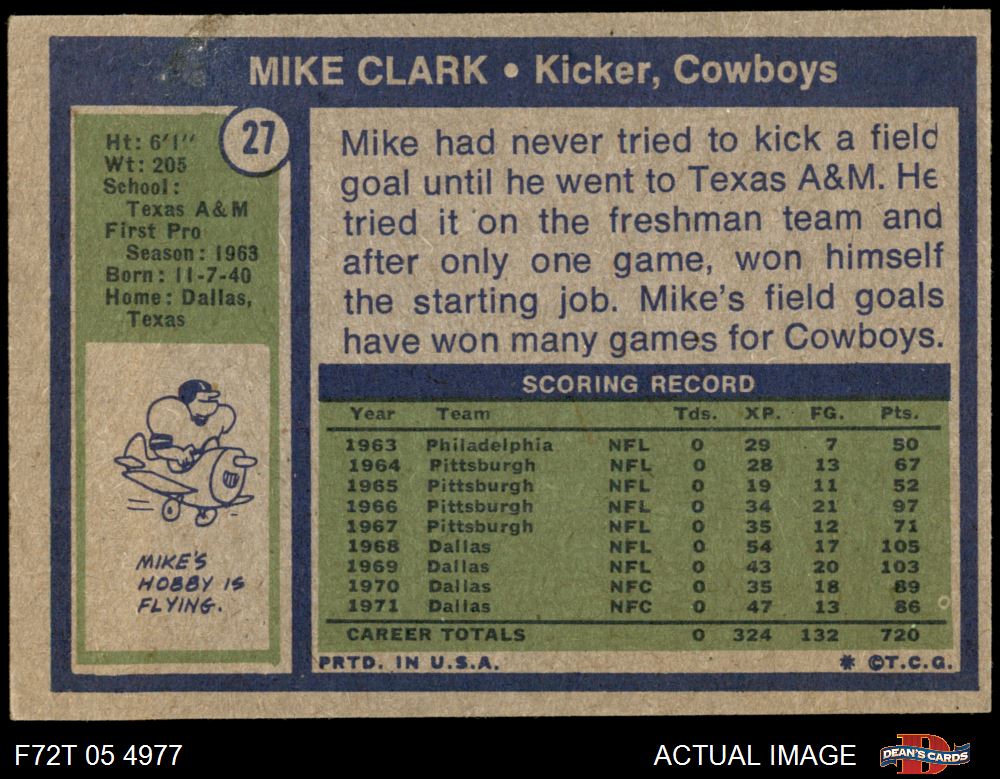 MIKE CLARK • Kicker, Cowboys
27
Ht: 6'1"
Wt: 205
School:
Texas A&M
First Pro
Season: 1963
Born: 11-7-40
Home: Dallas,
Texas
MIKE'S
HOBBY IS
FLYING.
Mike had never tried to kick a field
goal until he went to Texas A&M. He
tried it on the freshman team and
after only one game, won himself
the starting job. Mike's field goals
have won many games for Cowboys.
SCORING RECORD
Year Team Tds. XP. FG. Pts.
1963 Philadelphia NFL 0 29 7 50
1964 Pittsburgh NFL 0 28 13 67
1965 Pittsburgh NFL 0 19 11 52
1966 Pittsburgh NFL 0 34 21 97
1967 Pittsburgh NFL 0 35 12 71
1968 Dallas NFL 0 54 17 105
1969 Dallas NFL 0 43 20 103
1970 Dallas NFC 0 35 18 89
1971 Dallas NFC 0 47 13 86
CAREER TOTALS 0 324 132 720
PRTD. IN U.S.A. * ©T.C.G.
F72T 05 4977 ACTUAL IMAGE DEAN'S CARDS